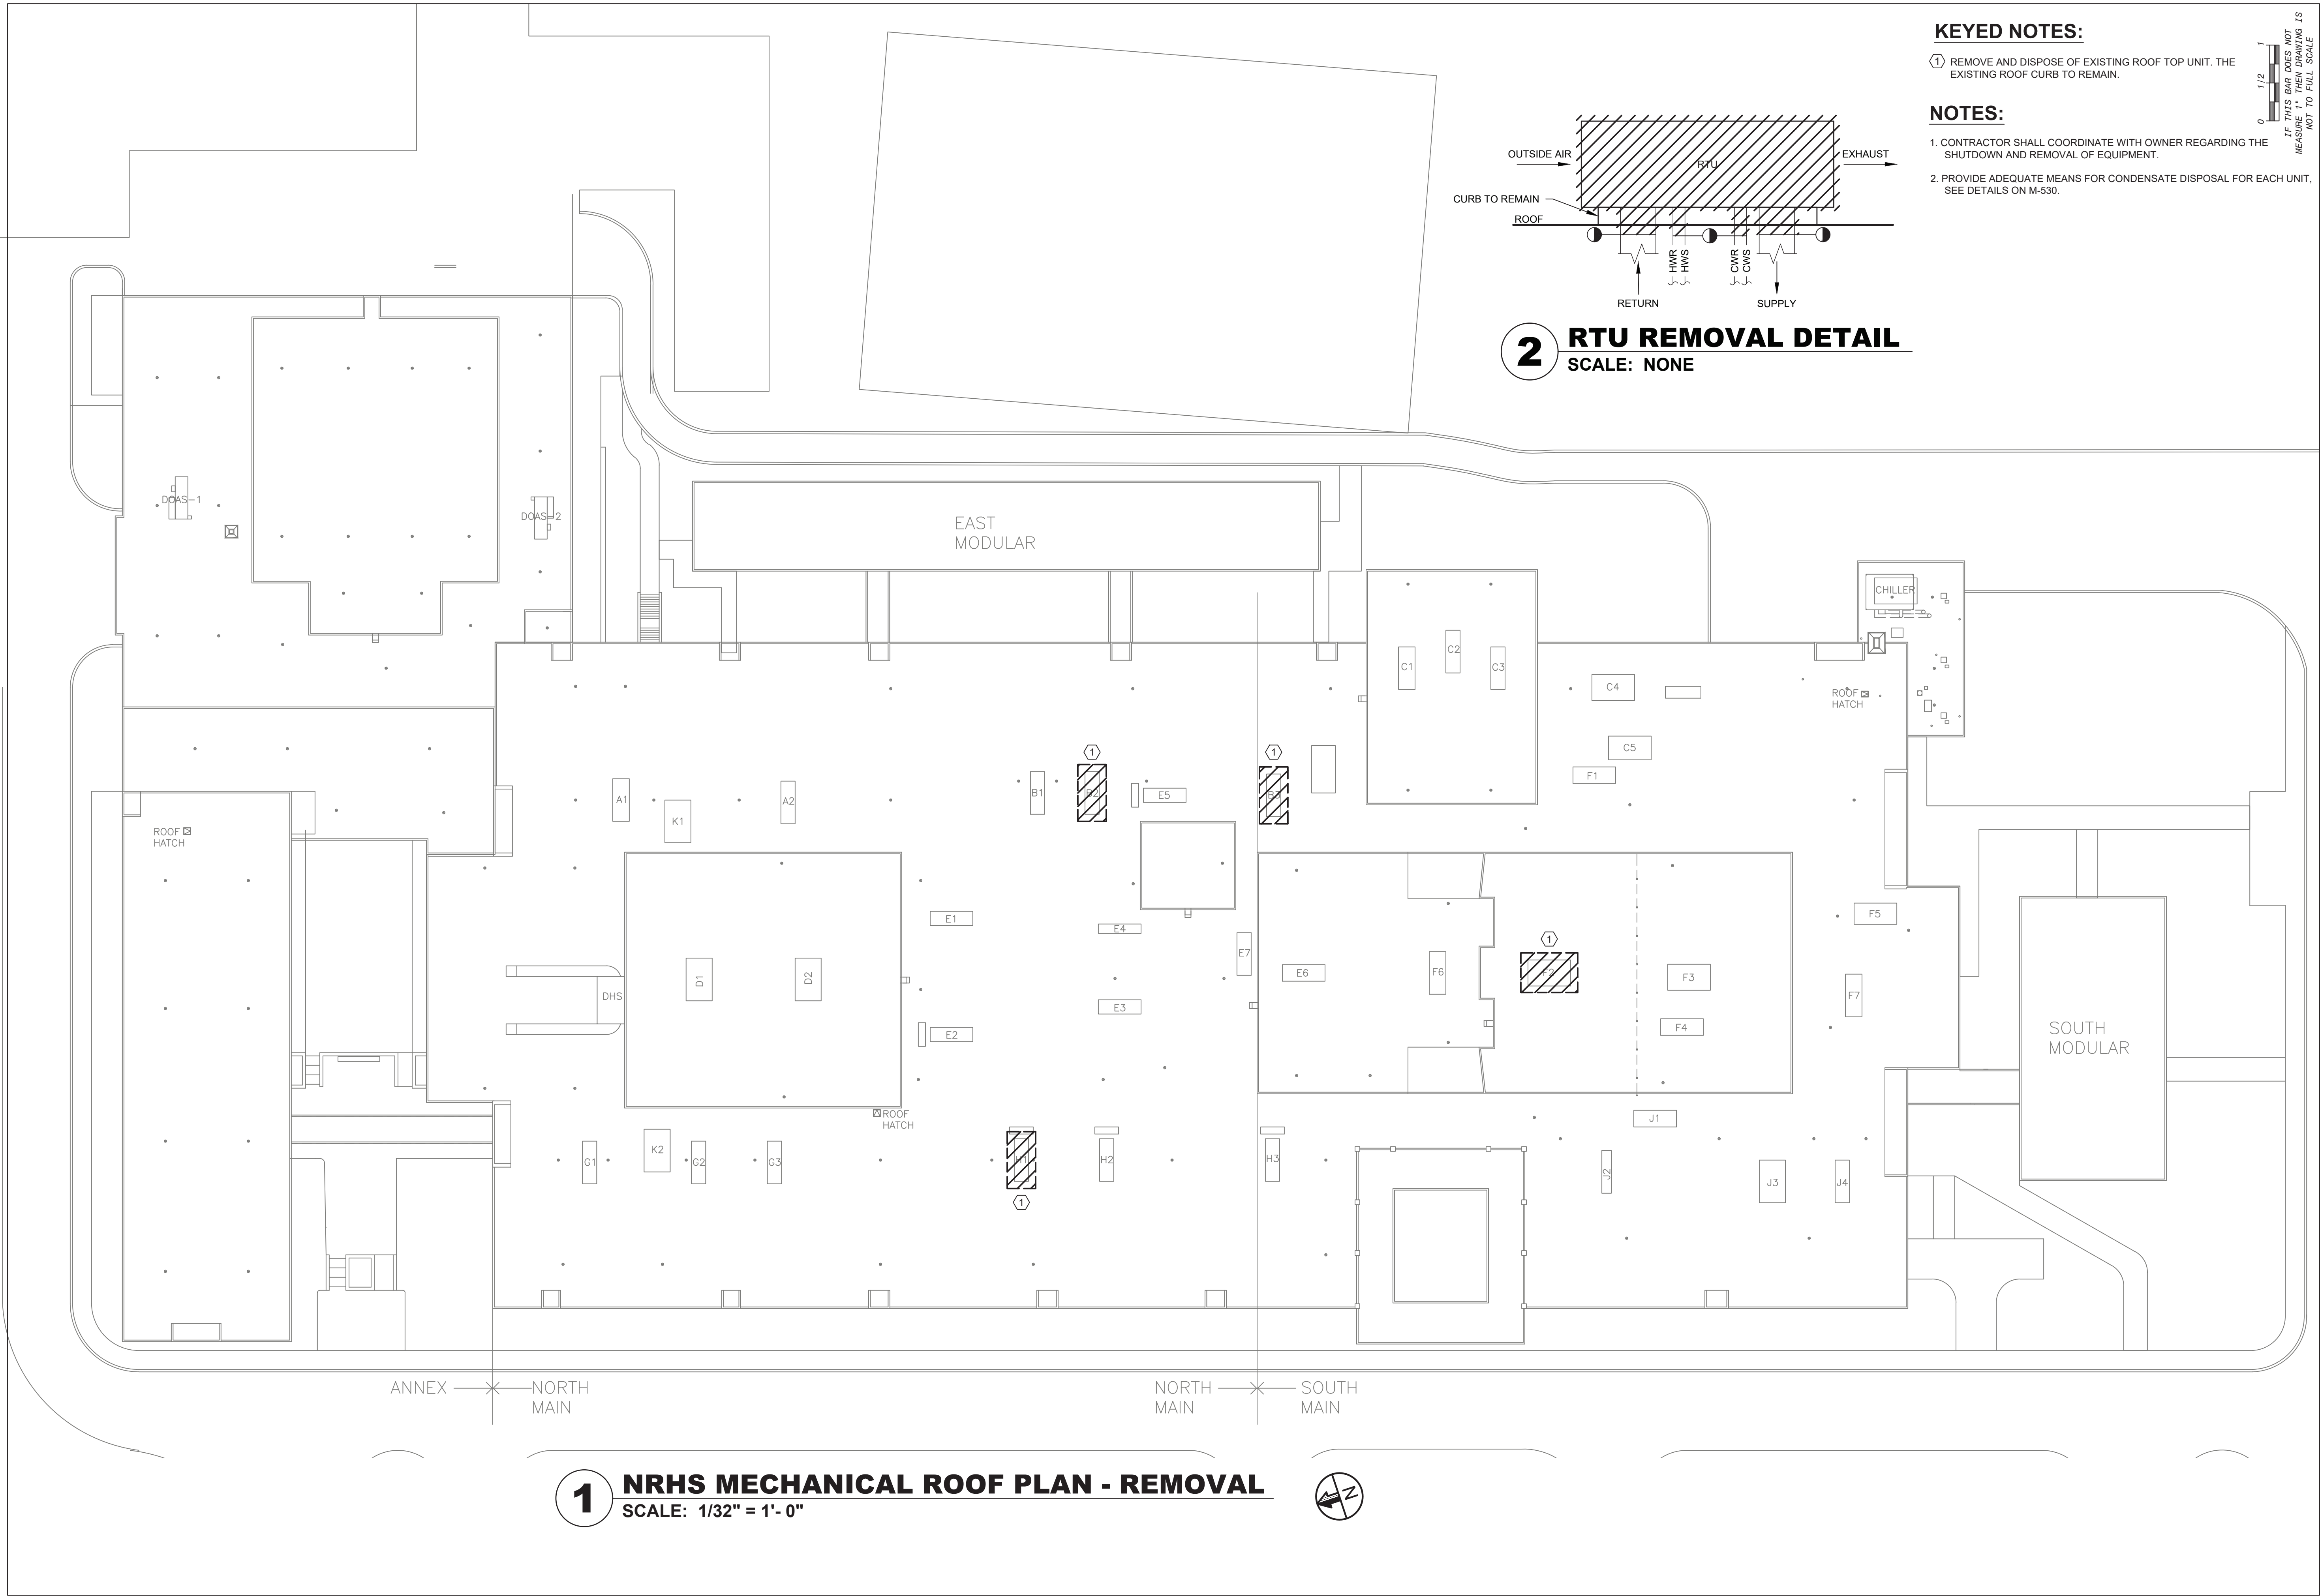 KEYED NOTES:
1 REMOVE AND DISPOSE OF EXISTING ROOF TOP UNIT. THE
EXISTING ROOF CURB TO REMAIN.
NOTES:
1. CONTRACTOR SHALL COORDINATE WITH OWNER REGARDING THE
SHUTDOWN AND REMOVAL OF EQUIPMENT.
2. PROVIDE ADEQUATE MEANS FOR CONDENSATE DISPOSAL FOR EACH UNIT,
SEE DETAILS ON M-530.
0 1/2 1
IF THIS BAR DOES NOT
MEASURE 1" THEN DRAWING IS
NOT TO FULL SCALE
OUTSIDE AIR
RTU
EXHAUST
CURB TO REMAIN
ROOF
HWR
HWS
CWR
CWS
RETURN
SUPPLY
2 RTU REMOVAL DETAIL
SCALE: NONE
DOAS-1
DOAS-2
EAST
MODULAR
CHILLER
C1
C2
C3
C4
ROOF
HATCH
C5
F1
1
1
A1
K1
A2
B1
B2
E5
B3
ROOF
HATCH
E1
E4
E7
F5
1
D1
D2
DHS
E6
F6
F2
F3
F7
E3
E2
F4
SOUTH
MODULAR
ROOF
HATCH
J1
G1
K2
G2
G3
H1
H2
H3
J2
J3
J4
1
ANNEX
NORTH
MAIN
NORTH
MAIN
SOUTH
MAIN
1 NRHS MECHANICAL ROOF PLAN - REMOVAL
SCALE: 1/32" = 1'- 0"
N